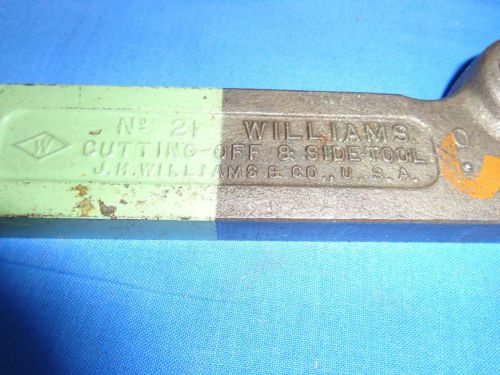 W
Nº 21 WILLIAMS
CUTTING-OFF & SIDE-TOOL
J.H. WILLIAMS & CO., U.S.A.